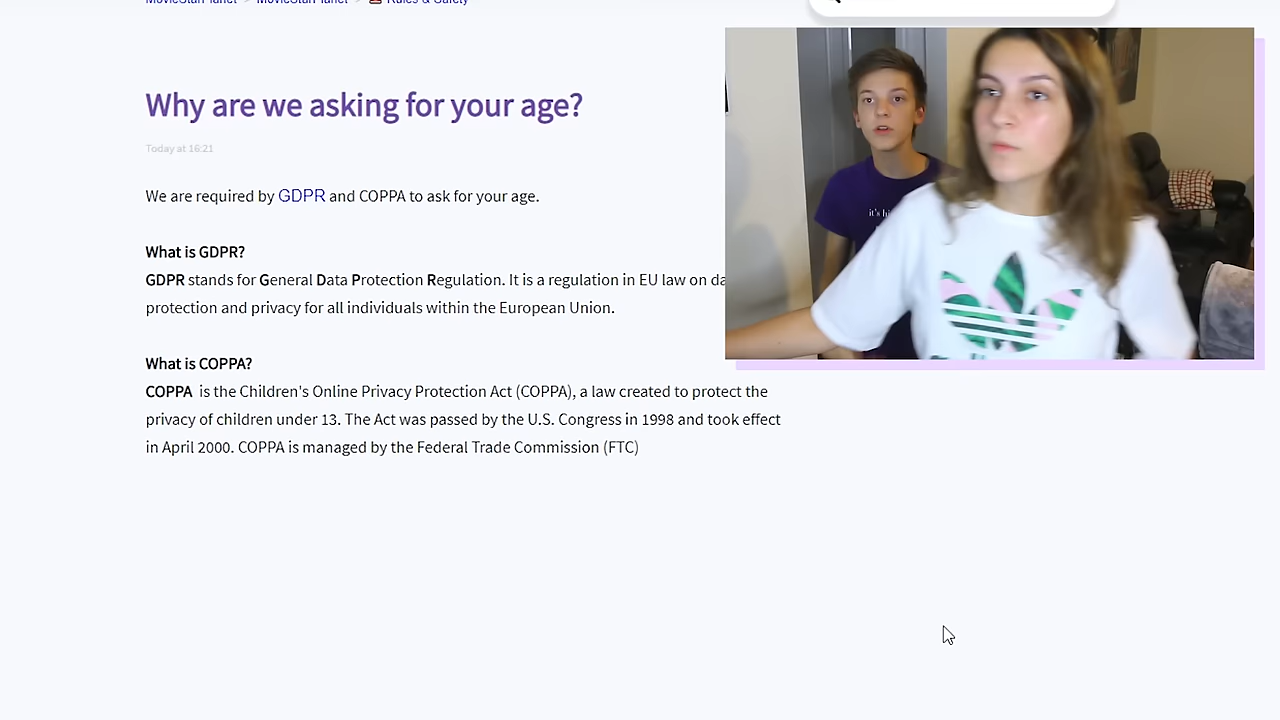 MovieStarPlanet > MovieStarPlanet > Rules & Safety
Why are we asking for your age?
Today at 16:21
We are required by GDPR and COPPA to ask for your age.
What is GDPR?
GDPR stands for General Data Protection Regulation. It is a regulation in EU law on da
protection and privacy for all individuals within the European Union.
What is COPPA?
COPPA is the Children's Online Privacy Protection Act (COPPA), a law created to protect the
privacy of children under 13. The Act was passed by the U.S. Congress in 1998 and took effect
in April 2000. COPPA is managed by the Federal Trade Commission (FTC)
it's